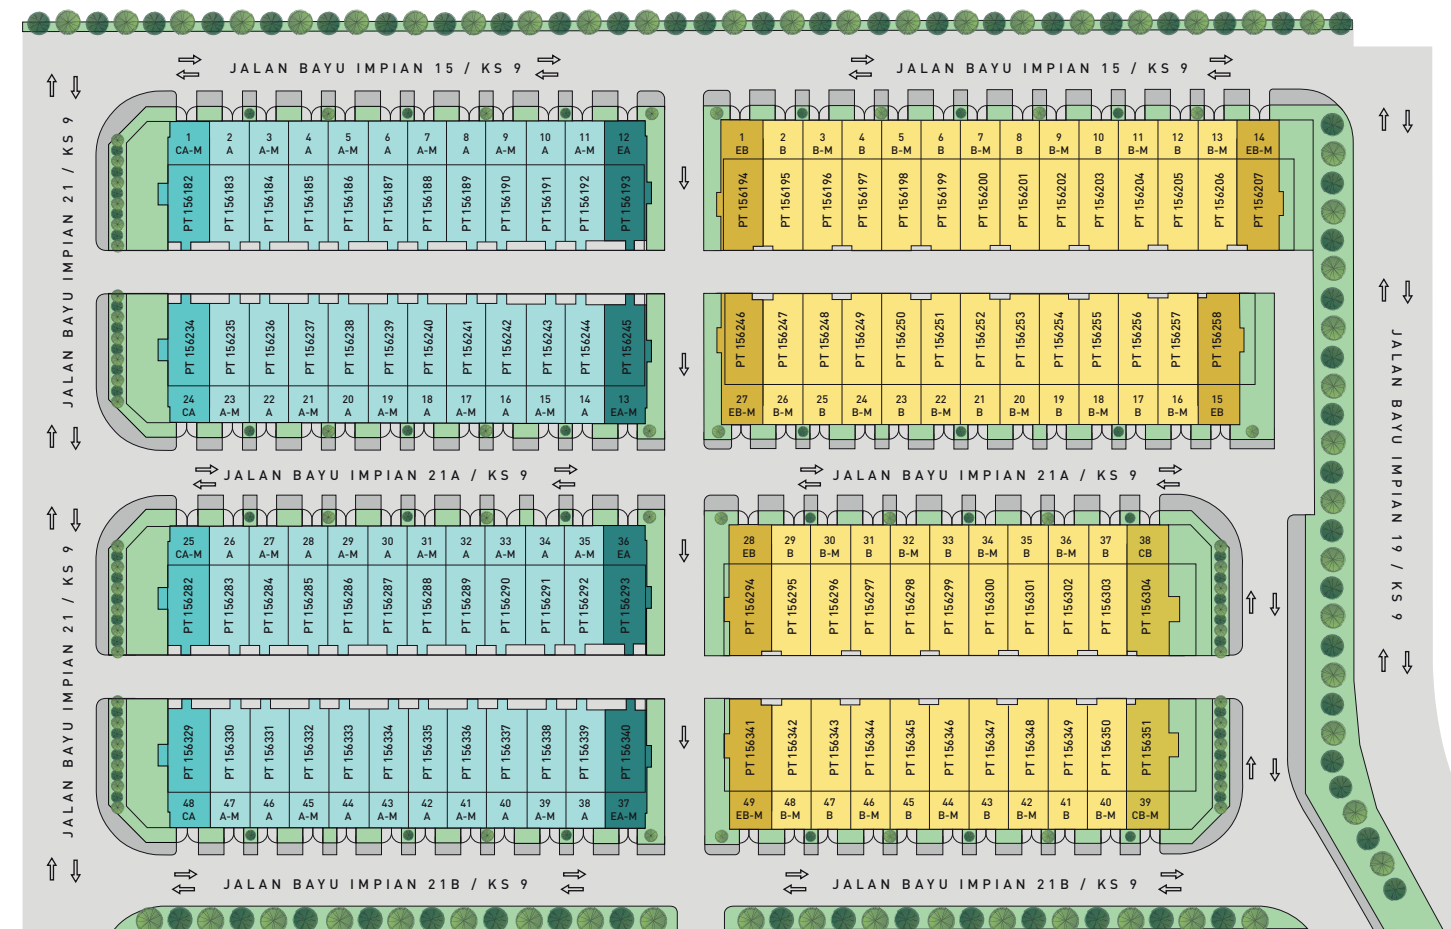 JALAN BAYU IMPIAN 15 / KS 9
JALAN BAYU IMPIAN 15 / KS 9
JALAN BAYU IMPIAN 21 / KS 9
1 2 3 4 5 6 7 8 9 10 11 12
CA-M A A-M A A-M A A-M A A-M A A-M EA
PT 156182 PT 156183 PT 156184 PT 156185 PT 156186 PT 156187 PT 156188 PT 156189 PT 156190 PT 156191 PT 156192 PT 156193
1 2 3 4 5 6 7 8 9 10 11 12 13 14
EB B B-M B B-M B B-M B B-M B B-M B B-M EB-M
PT 156194 PT 156195 PT 156196 PT 156197 PT 156198 PT 156199 PT 156200 PT 156201 PT 156202 PT 156203 PT 156204 PT 156205 PT 156206 PT 156207
PT 156234 PT 156235 PT 156236 PT 156237 PT 156238 PT 156239 PT 156240 PT 156241 PT 156242 PT 156243 PT 156244 PT 156245
24 23 22 21 20 19 18 17 16 15 14 13
CA A-M A A-M A A-M A A-M A A-M A EA-M
PT 156246 PT 156247 PT 156248 PT 156249 PT 156250 PT 156251 PT 156252 PT 156253 PT 156254 PT 156255 PT 156256 PT 156257 PT 156258
27 26 25 24 23 22 21 20 19 18 17 16 15
EB-M B-M B B-M B B-M B B-M B B-M B B-M EB
JALAN BAYU IMPIAN 19 / KS 9
JALAN BAYU IMPIAN 21A / KS 9
JALAN BAYU IMPIAN 21A / KS 9
JALAN BAYU IMPIAN 21 / KS 9
25 26 27 28 29 30 31 32 33 34 35 36
CA-M A A-M A A-M A A-M A A-M A A-M EA
PT 156282 PT 156283 PT 156284 PT 156285 PT 156286 PT 156287 PT 156288 PT 156289 PT 156290 PT 156291 PT 156292 PT 156293
28 29 30 31 32 33 34 35 36 37 38
EB B B-M B B-M B B-M B B-M B CB
PT 156294 PT 156295 PT 156296 PT 156297 PT 156298 PT 156299 PT 156300 PT 156301 PT 156302 PT 156303 PT 156304
PT 156329 PT 156330 PT 156331 PT 156332 PT 156333 PT 156334 PT 156335 PT 156336 PT 156337 PT 156338 PT 156339 PT 156340
48 47 46 45 44 43 42 41 40 39 38 37
CA A-M A A-M A A-M A A-M A A-M A EA-M
PT 156341 PT 156342 PT 156343 PT 156344 PT 156345 PT 156346 PT 156347 PT 156348 PT 156349 PT 156350 PT 156351
49 48 47 46 45 44 43 42 41 40 39
EB-M B-M B B-M B B-M B B-M B B-M CB-M
JALAN BAYU IMPIAN 21B / KS 9
JALAN BAYU IMPIAN 21B / KS 9